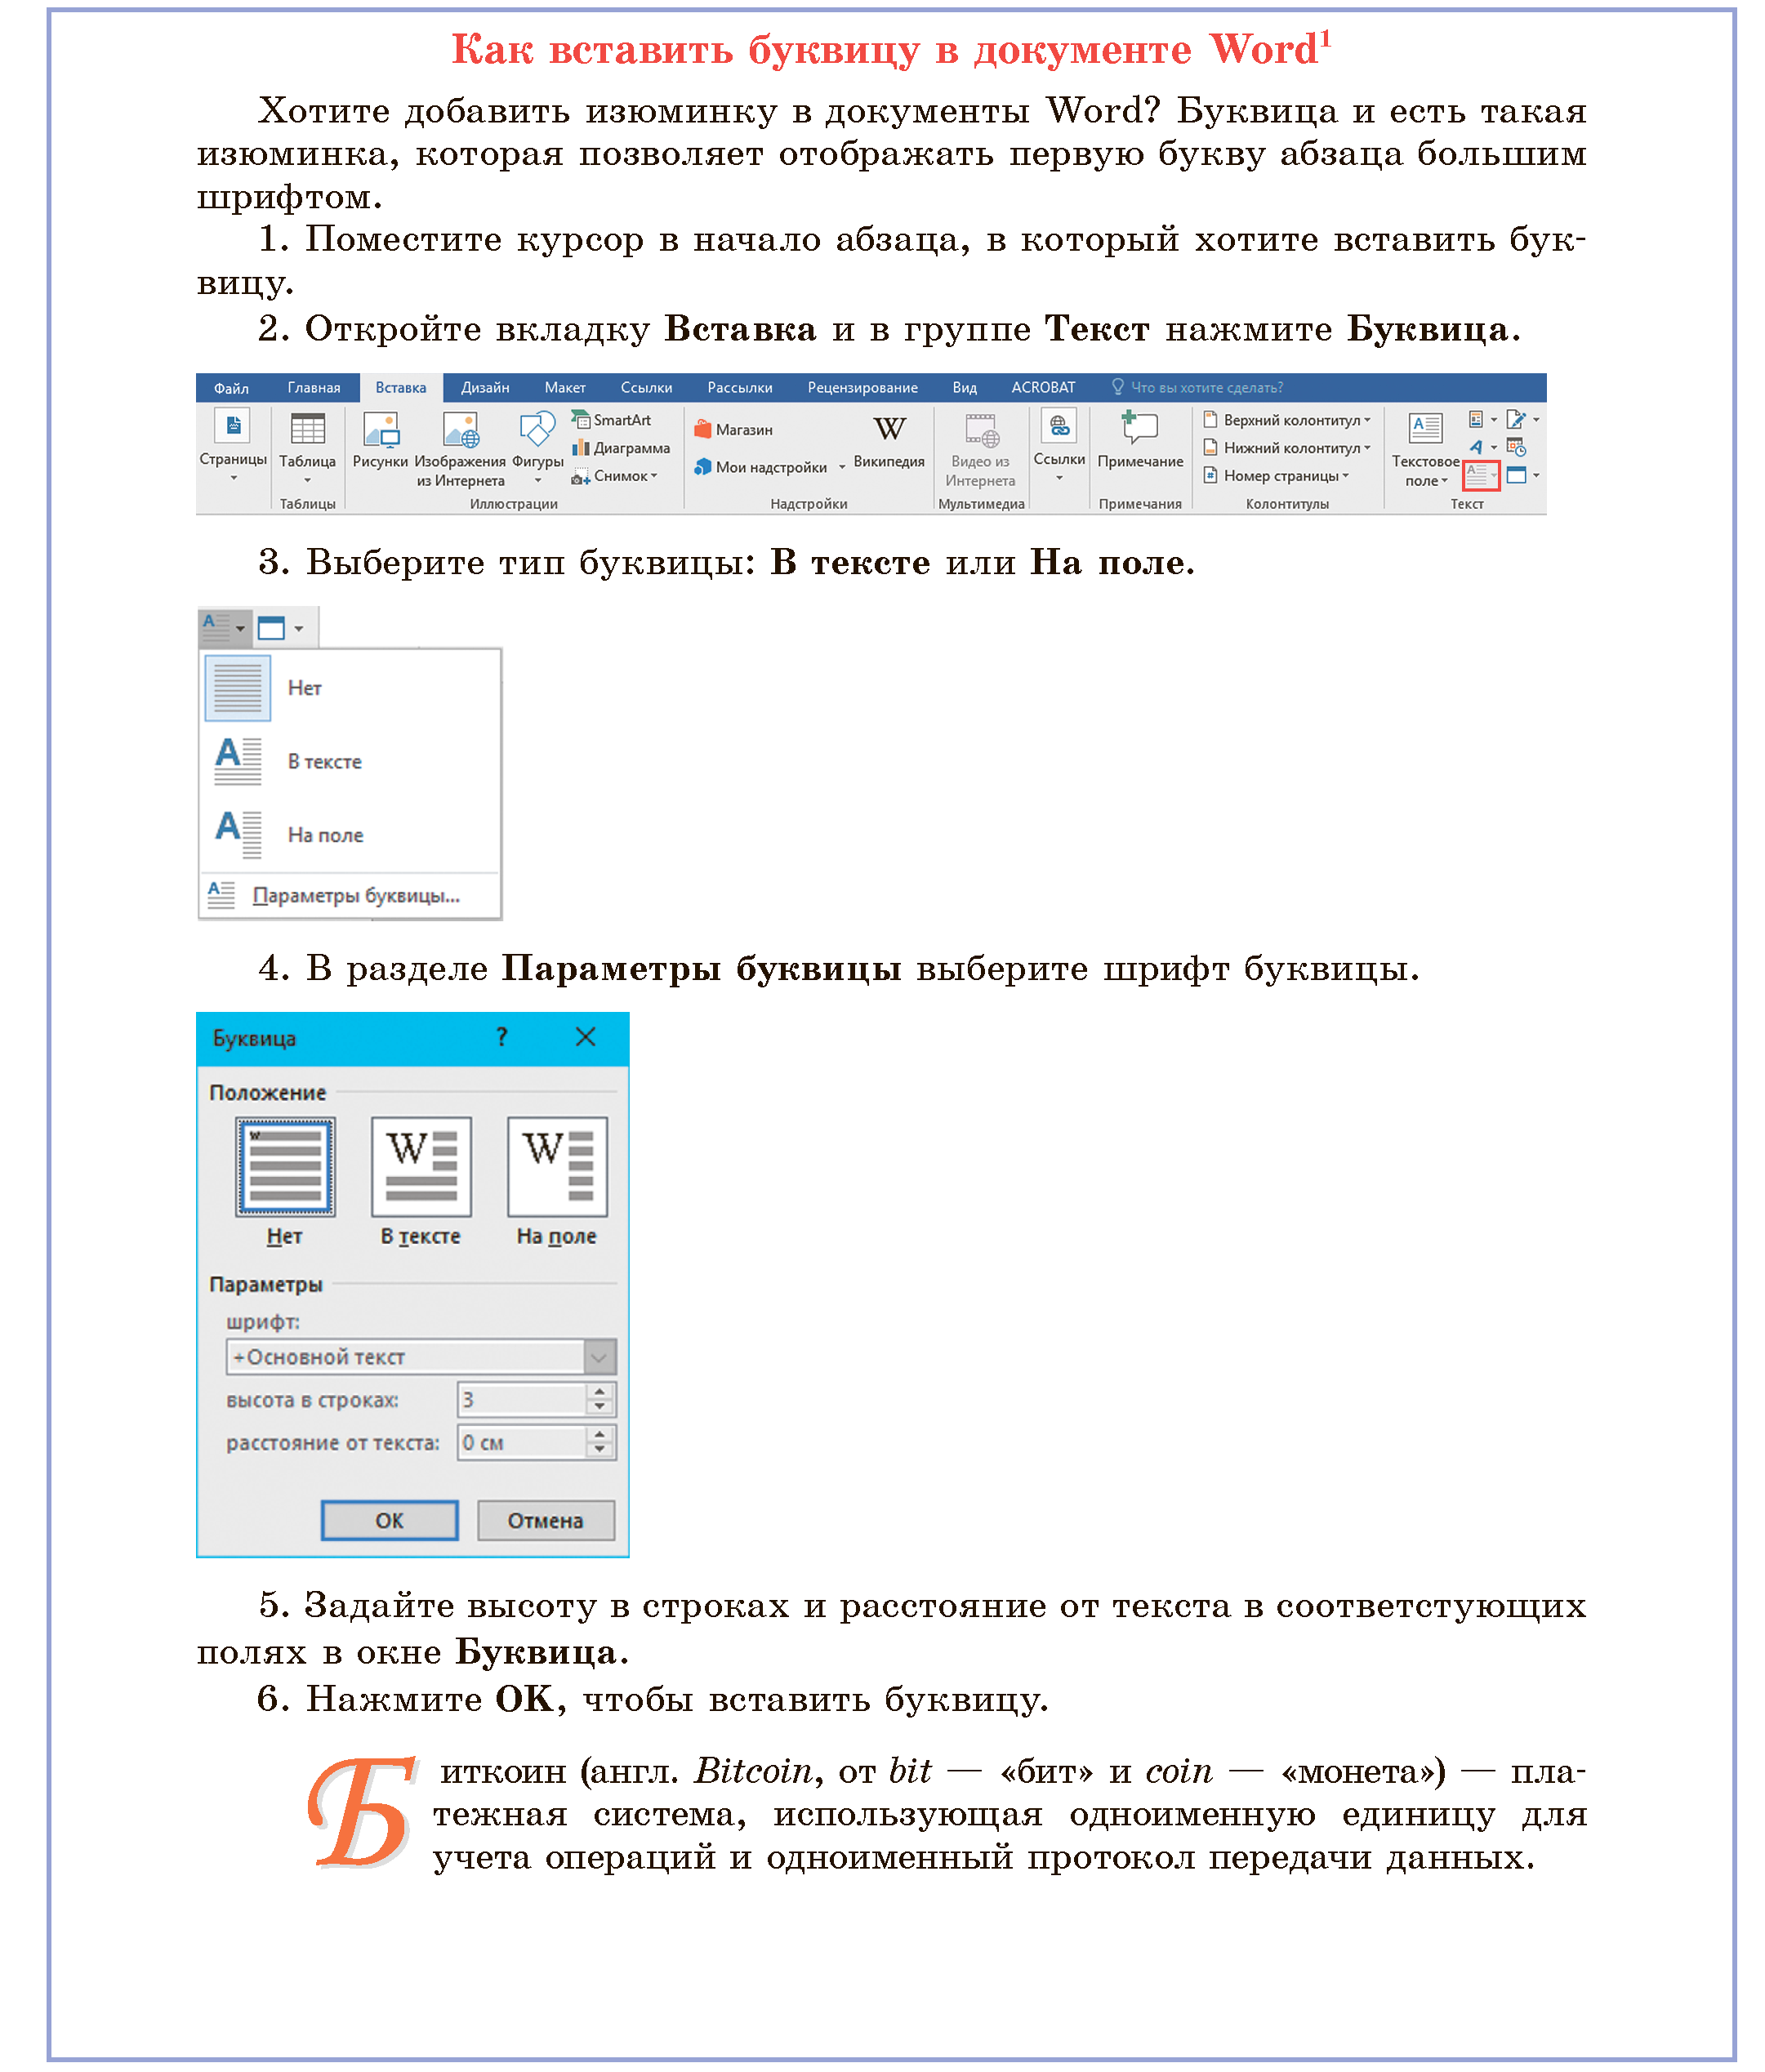 Как вставить буквицу в документе Word¹
Хотите добавить изюминку в документы Word? Буквица и есть такая
изюминка, которая позволяет отображать первую букву абзаца большим
шрифтом.
1. Поместите курсор в начало абзаца, в который хотите вставить бук-
вицу.
2. Откройте вкладку Вставка и в группе Текст нажмите Буквица.
Файл Главная Вставка Дизайн Макет Ссылки Рассылки Рецензирование Вид ACROBAT Что вы хотите сделать?
Страницы
Таблица
Таблицы
Рисунки
Изображения
из Интернета
Фигуры
SmartArt
Диаграмма
Снимок
Иллюстрации
Магазин
Мои надстройки
W
Википедия
Надстройки
Видео из
Интернета
Мультимедиа
Ссылки
Примечание
Примечания
Верхний колонтитул
Нижний колонтитул
# Номер страницы
Колонтитулы
A
Текстовое
поле
A
A
Текст
3. Выберите тип буквицы: В тексте или На поле.
A
Нет
A В тексте
A На поле
A Параметры буквицы...
4. В разделе Параметры буквицы выберите шрифт буквицы.
Буквица ? X
Положение
W W W
Нет В тексте На поле
Параметры
шрифт:
+Основной текст
высота в строках: 3
расстояние от текста: 0 см
ОК Отмена
5. Задайте высоту в строках и расстояние от текста в соответстующих
полях в окне Буквица.
6. Нажмите ОК, чтобы вставить буквицу.
Биткоин (англ. Bitcoin, от bit — «бит» и coin — «монета») — пла-
тежная система, использующая одноименную единицу для
учета операций и одноименный протокол передачи данных.